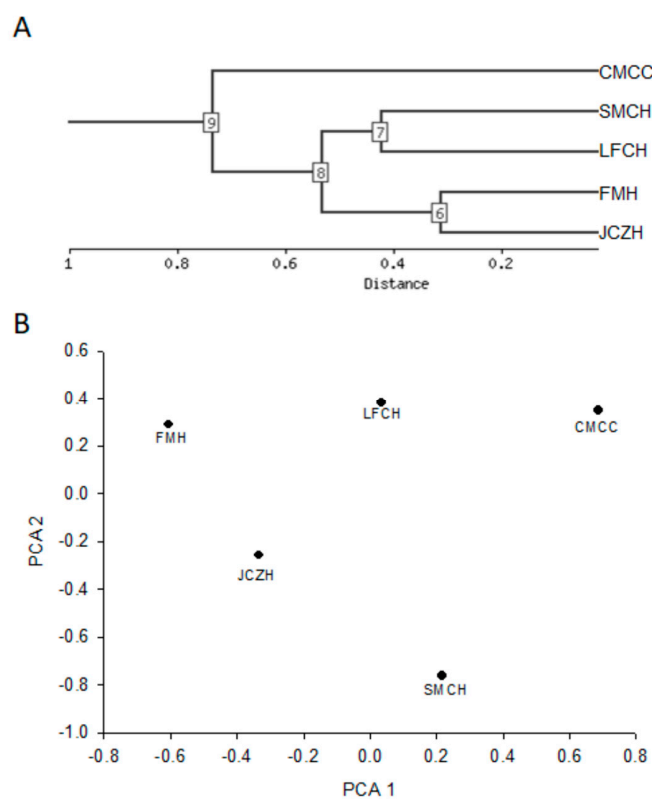 A
CMCC
SMCH
LFCH
FMH
JCZH
9
8
7
6
1 0.8 0.6 0.4 0.2
Distance
B
0.6
0.4
0.2
0.0
-0.2
-0.4
-0.6
-0.8
-1.0
PCA 2
FMH
LFCH
CMCC
JCZH
SMCH
-0.8 -0.6 -0.4 -0.2 0.0 0.2 0.4 0.6 0.8
PCA 1